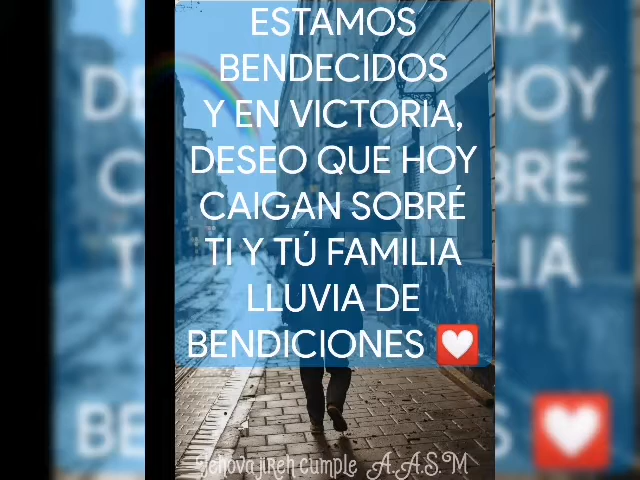 ESTAMOS
BENDECIDOS
Y EN VICTORIA,
DESEO QUE HOY
CAIGAN SOBRÉ
TI Y TÚ FAMILIA
LLUVIA DE
BENDICIONES
Jehova jireh cumple A.A.S.M